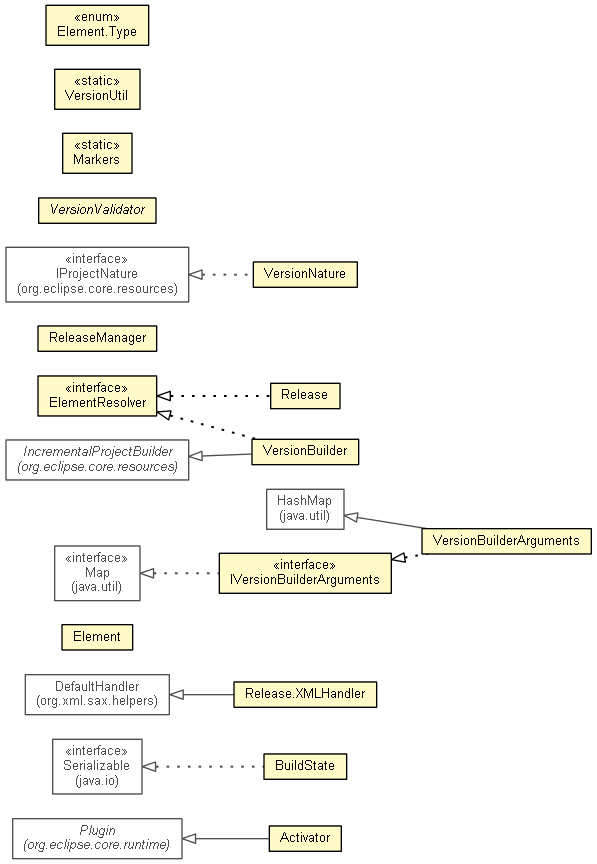 «enum»
Element.Type
«static»
VersionUtil
«static»
Markers
VersionValidator
«interface»
IProjectNature
(org.eclipse.core.resources)
VersionNature
ReleaseManager
«interface»
ElementResolver
Release
IncrementalProjectBuilder
(org.eclipse.core.resources)
VersionBuilder
HashMap
(java.util)
VersionBuilderArguments
«interface»
Map
(java.util)
«interface»
IVersionBuilderArguments
Element
DefaultHandler
(org.xml.sax.helpers)
Release.XMLHandler
«interface»
Serializable
(java.io)
BuildState
Plugin
(org.eclipse.core.runtime)
Activator